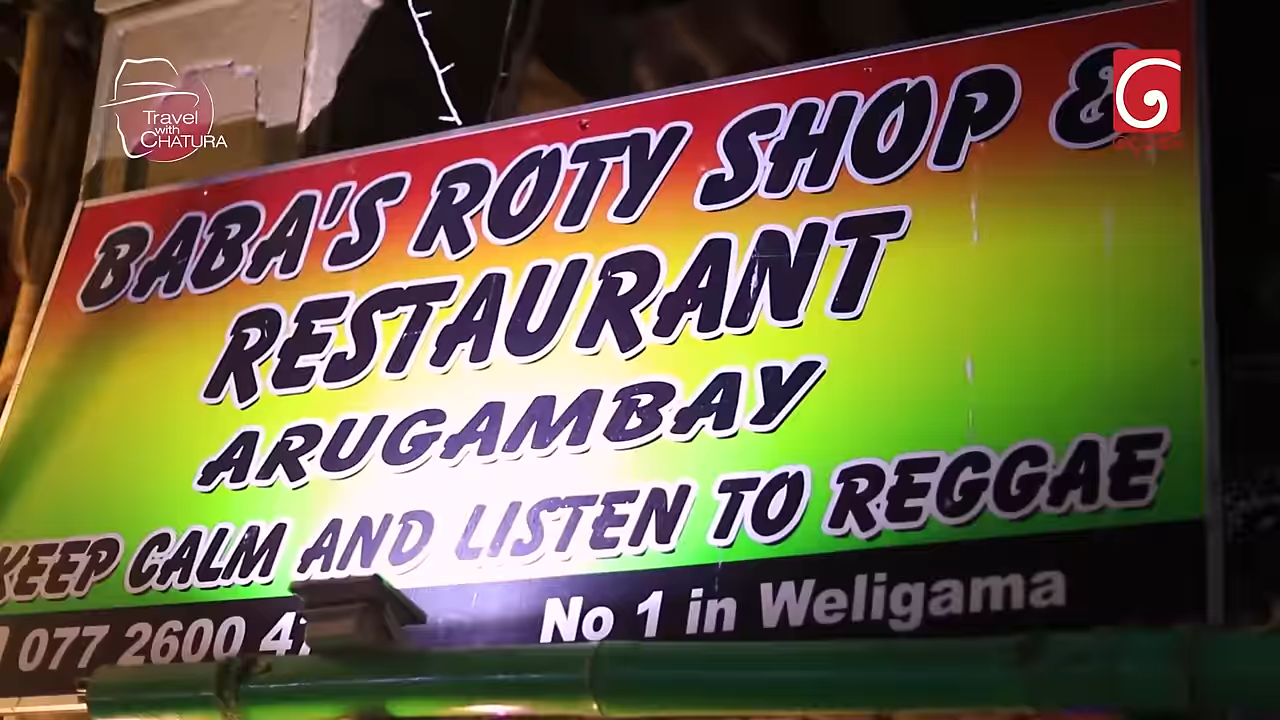 Travel
with
CHATURA
BABA'S ROTY SHOP &
RESTAURANT
ARUGAMBAY
KEEP CALM AND LISTEN TO REGGAE
077 2600
No 1 in Weligama